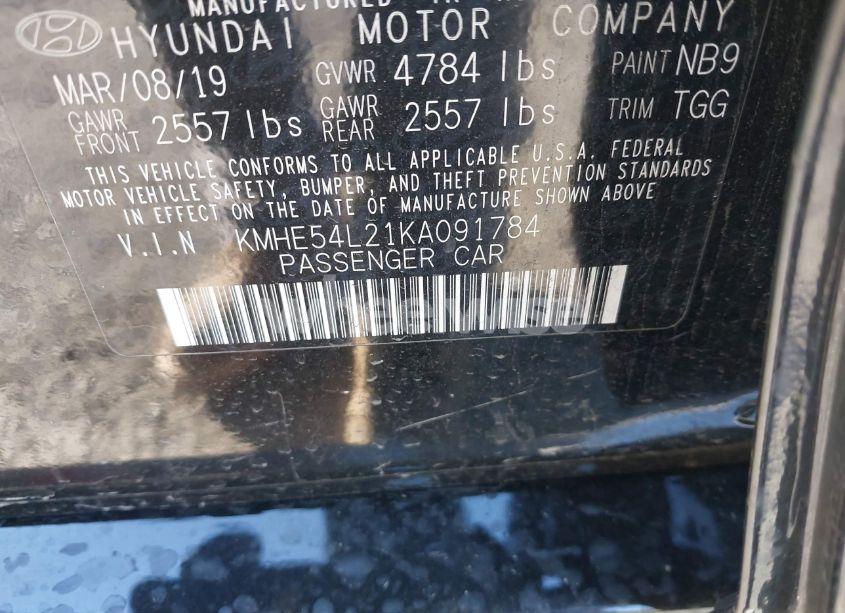 MANUFACTURED
HYUNDAI MOTOR COMPANY
MAR/08/19 GVWR 4784 lbs PAINT NB9
GAWR FRONT 2557 lbs GAWR REAR 2557 lbs TRIM TGG
THIS VEHICLE CONFORMS TO ALL APPLICABLE U.S.A. FEDERAL
MOTOR VEHICLE SAFETY, BUMPER, AND THEFT PREVENTION STANDARDS
IN EFFECT ON THE DATE OF MANUFACTURE SHOWN ABOVE
V.I.N KMHE54L21KA091784
PASSENGER CAR